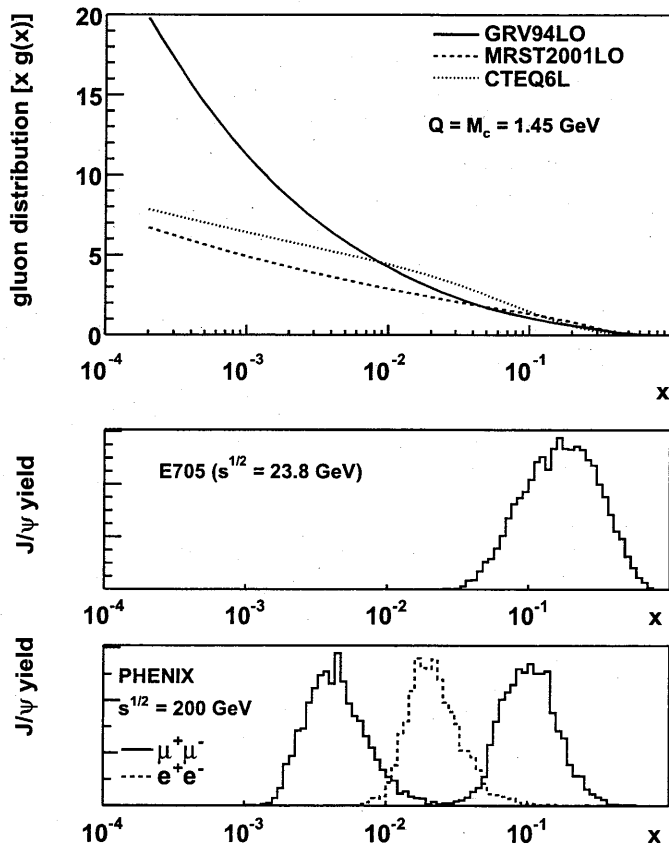 gluon distribution [x g(x)]
20
15
10
5
0
GRV94LO
MRST2001LO
CTEQ6L
Q = M_c = 1.45 GeV
10^-4 10^-3 10^-2 10^-1
x
J/ψ yield
E705 (s^1/2 = 23.8 GeV)
10^-4 10^-3 10^-2 10^-1 x
J/ψ yield
PHENIX
s^1/2 = 200 GeV
μ^+μ^-
e^+e^-
10^-4 10^-3 10^-2 10^-1 x